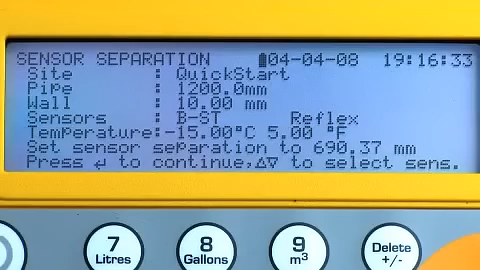 SENSOR SEPARATION 04-04-08 19:16:33
Site : QuickStart
Pipe : 1200.0mm
Wall : 10.00 mm
Sensors : B-ST Reflex
Temperature:-15.00°C 5.00 °F
Set sensor separation to 690.37 mm
Press ↵ to continue,△▽ to select sens.
7 Litres
8 Gallons
9 m³
Delete +/-